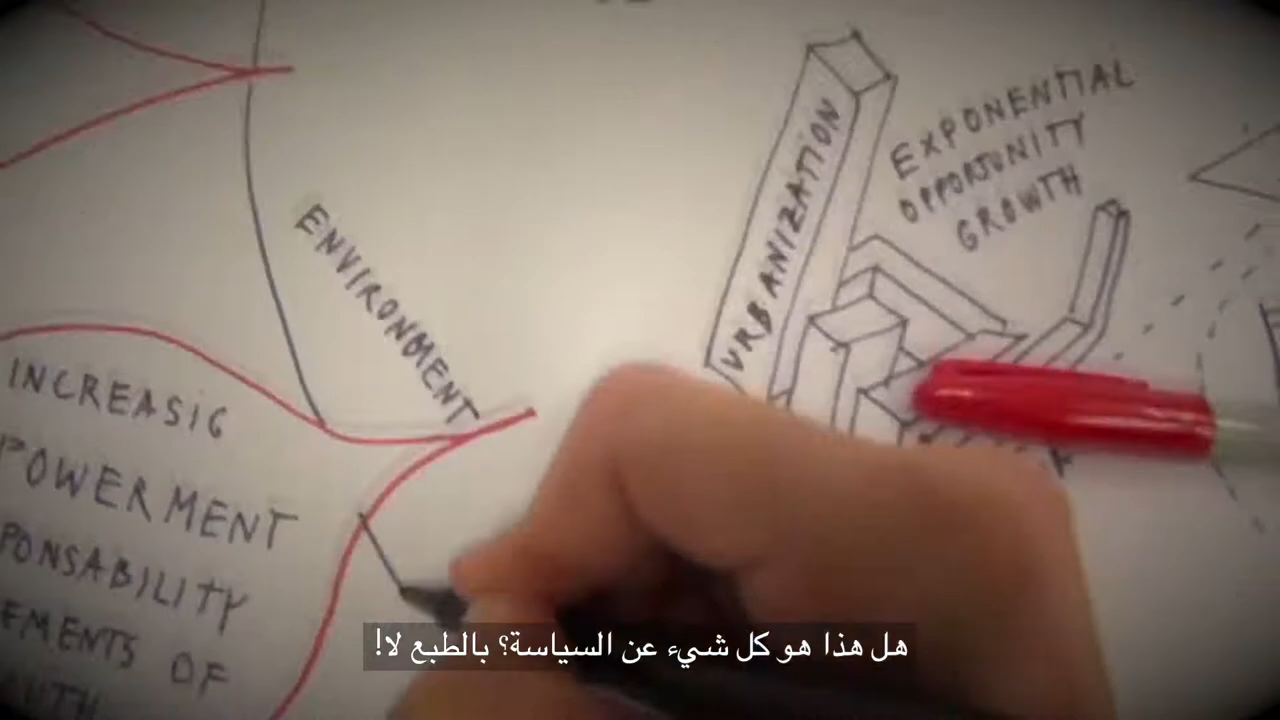 ENVIRONMENT
URBANIZATION
EXPONENTIAL
OPPORTUNITY
GROWTH
INCREASIG
POWERMENT
PONSABILITY
EMENTS OF
هل هذا هو كل شيء عن السياسة؟ بالطبع لا!